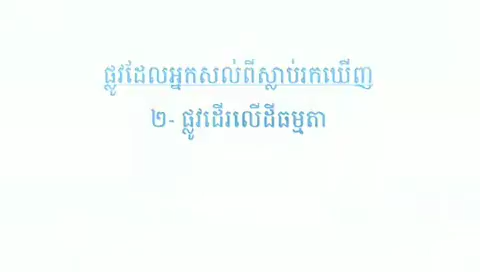 ផ្លូវដែលអ្នកសល់ពីស្លាប់រកឃើញ
២- ផ្លូវដើរលើដីធម្មតា